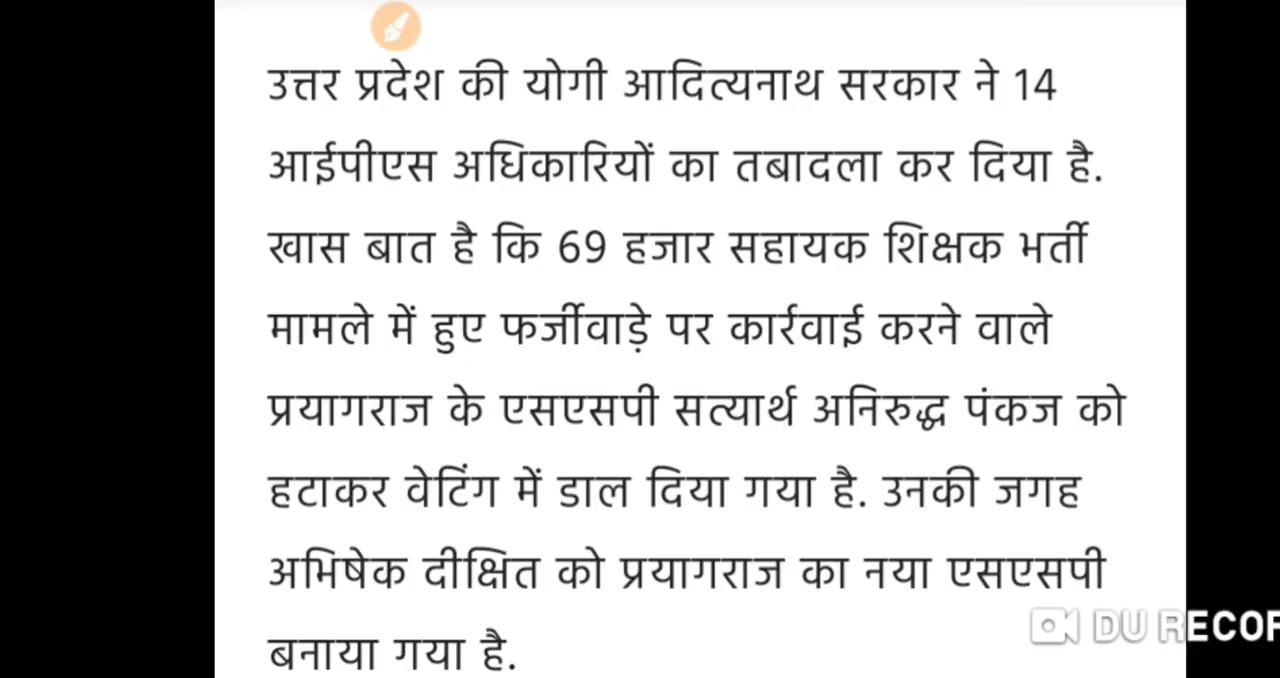 उत्तर प्रदेश की योगी आदित्यनाथ सरकार ने 14
आईपीएस अधिकारियों का तबादला कर दिया है.
खास बात है कि 69 हजार सहायक शिक्षक भर्ती
मामले में हुए फर्जीवाड़े पर कार्रवाई करने वाले
प्रयागराज के एसएसपी सत्यार्थ अनिरुद्ध पंकज को
हटाकर वेटिंग में डाल दिया गया है. उनकी जगह
अभिषेक दीक्षित को प्रयागराज का नया एसएसपी
बनाया गया है.
DU RECOR